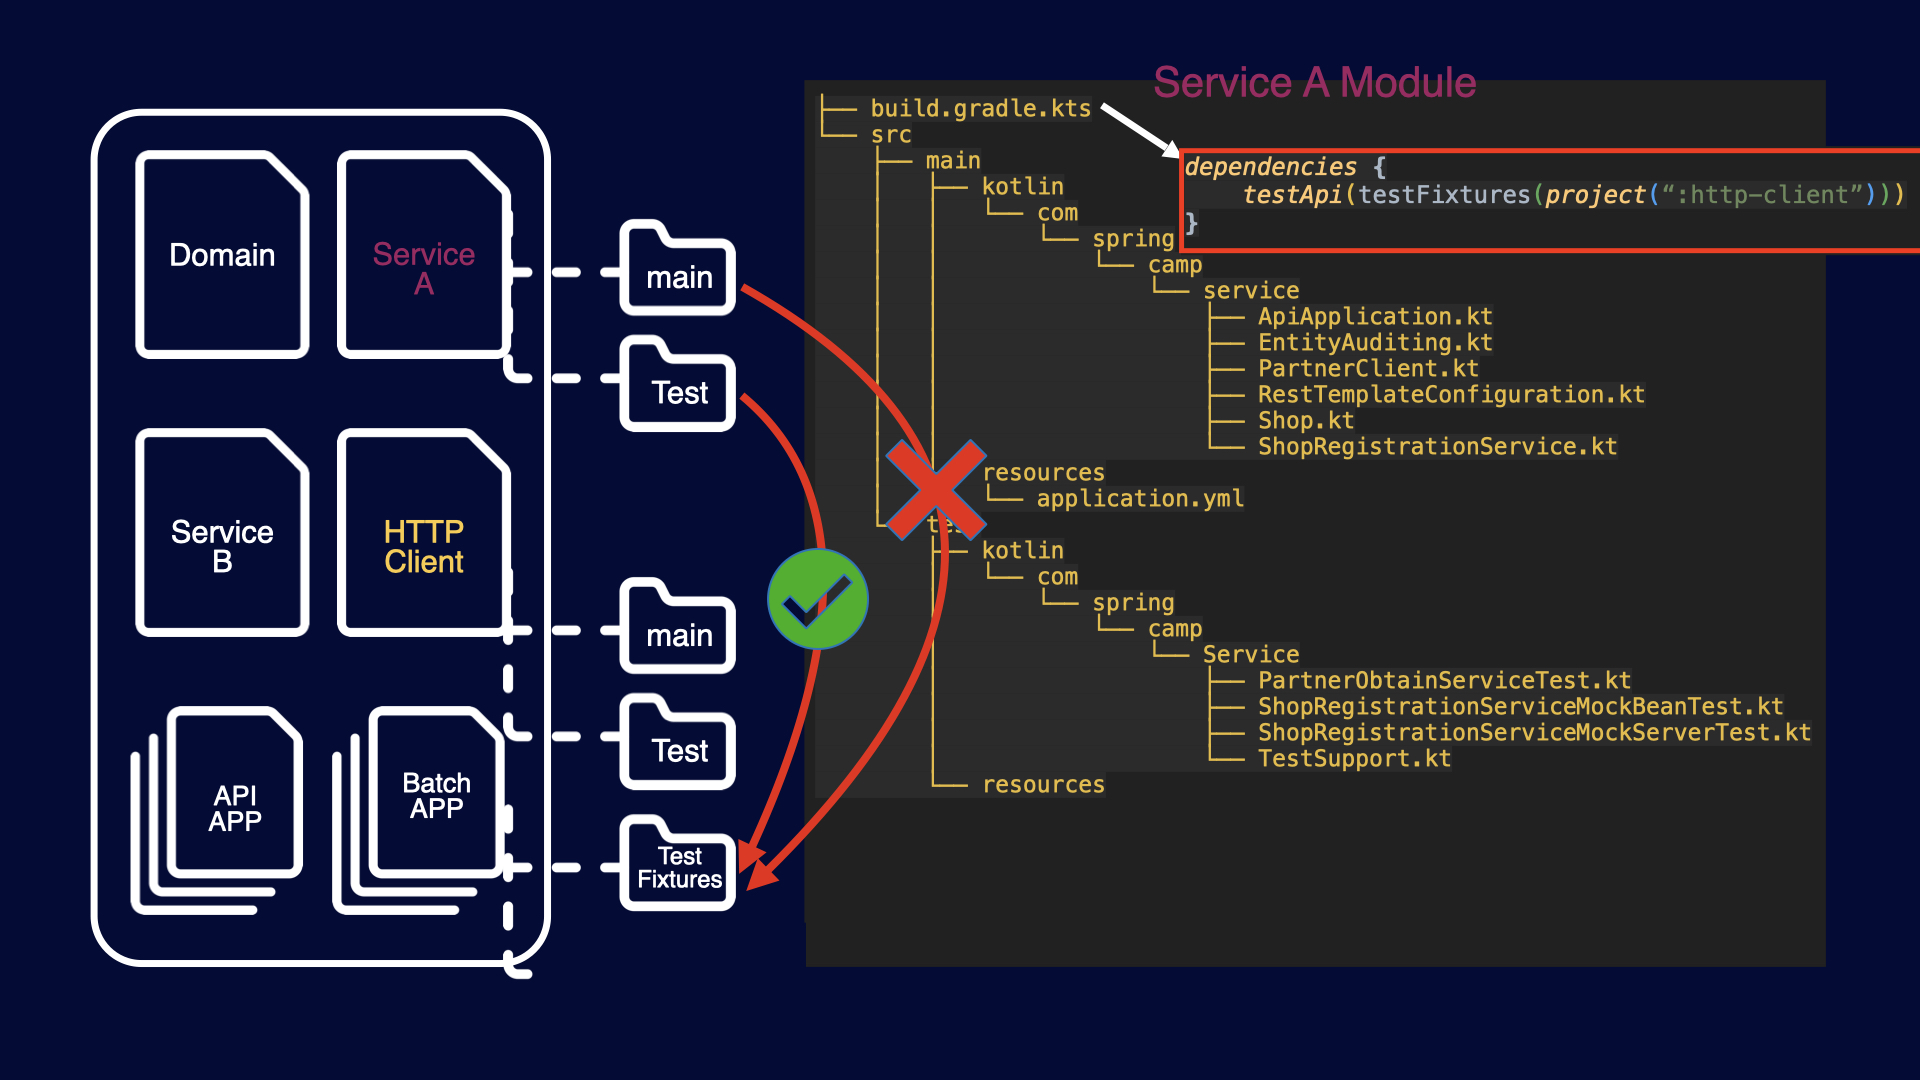 Domain
Service
A
Service
B
HTTP
Client
API
APP
Batch
APP
main
Test
main
Test
Test
Fixtures
Service A Module
build.gradle.kts
src
main
kotlin
com
spring
camp
service
ApiApplication.kt
EntityAuditing.kt
PartnerClient.kt
RestTemplateConfiguration.kt
Shop.kt
ShopRegistrationService.kt
resources
application.yml
kotlin
com
spring
camp
Service
PartnerObtainServiceTest.kt
ShopRegistrationServiceMockBeanTest.kt
ShopRegistrationServiceMockServerTest.kt
TestSupport.kt
resources
dependencies {
testApi(testFixtures(project(“:http-client”)))
}